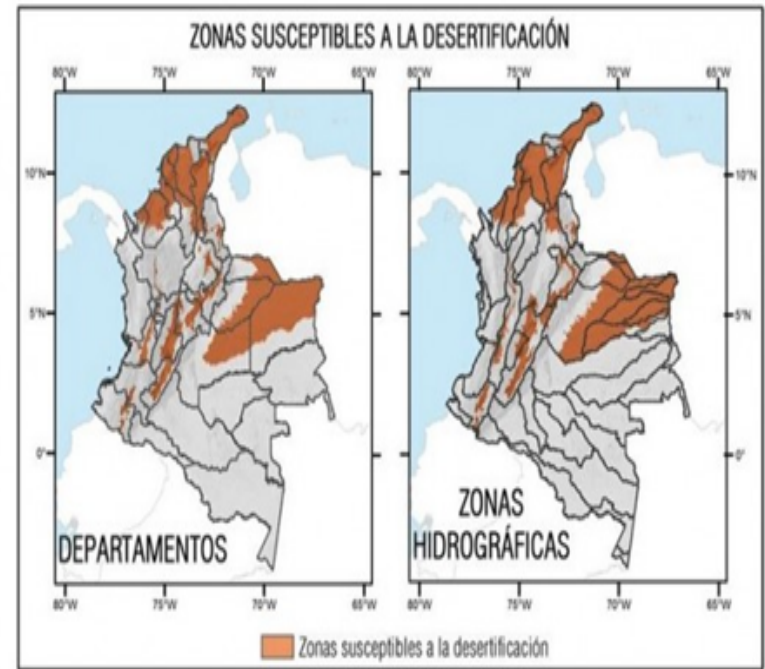 ZONAS SUSCEPTIBLES A LA DESERTIFICACIÓN
80°W 75°W 70°W 65°W
80°W 75°W 70°W 65°W
10°N
10°N
5°N
5°N
0°
0°
DEPARTAMENTOS
ZONAS
HIDROGRÁFICAS
80°W 75°W 70°W 65°W
80°W 75°W 70°W 65°W
Zonas susceptibles a la desertificación